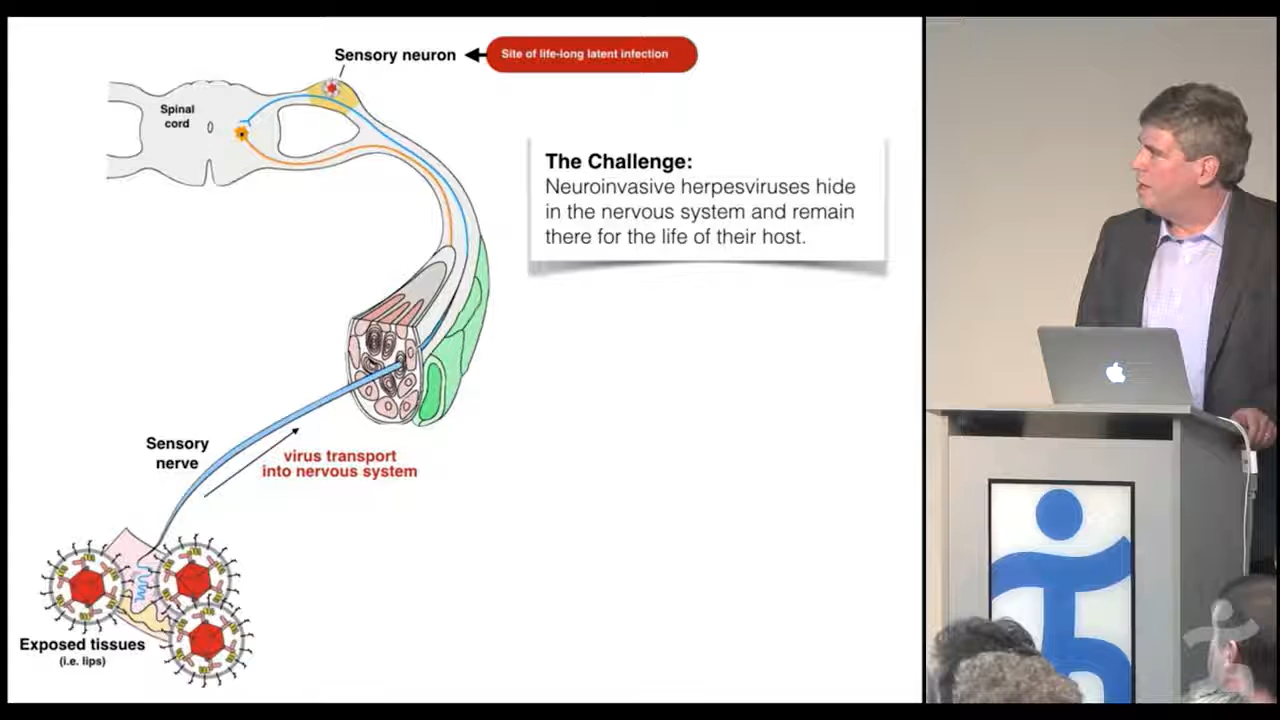 Sensory neuron
Site of life-long latent infection
Spinal
cord
The Challenge:
Neuroinvasive herpesviruses hide
in the nervous system and remain
there for the life of their host.
Sensory
nerve
virus transport
into nervous system
Exposed tissues
(i.e. lips)